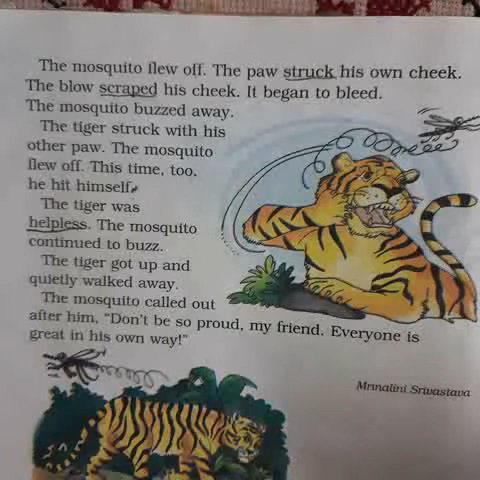 The mosquito flew off. The paw struck his own cheek.
The blow scraped his cheek. It began to bleed.
The mosquito buzzed away.
The tiger struck with his
other paw. The mosquito
flew off. This time, too,
he hit himself.
The tiger was
helpless. The mosquito
continued to buzz.
The tiger got up and
quietly walked away.
The mosquito called out
after him, "Don't be so proud, my friend. Everyone is
great in his own way!"
Mrinalini Srivastava